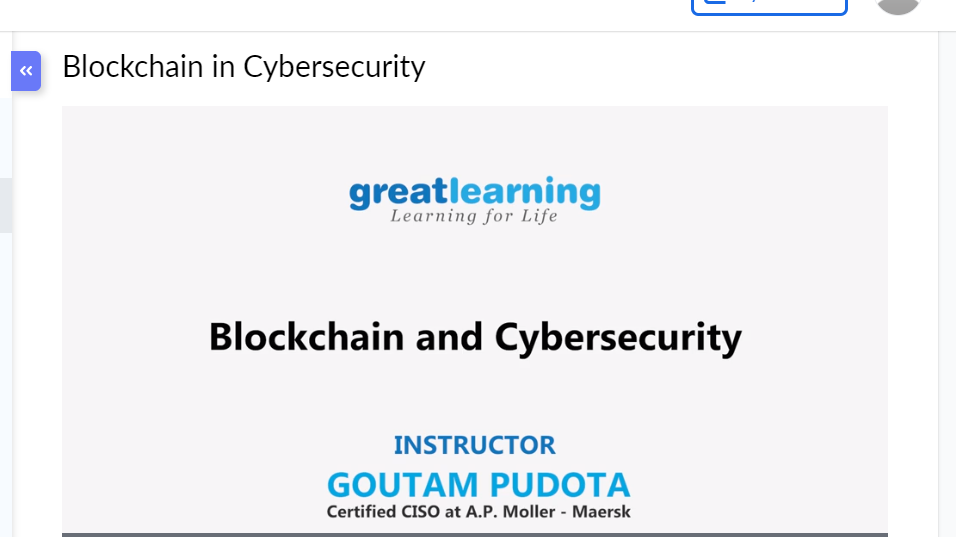 Blockchain in Cybersecurity
greatlearning
Learning for Life
Blockchain and Cybersecurity
INSTRUCTOR
GOUTAM PUDOTA
Certified CISO at A.P. Moller - Maersk